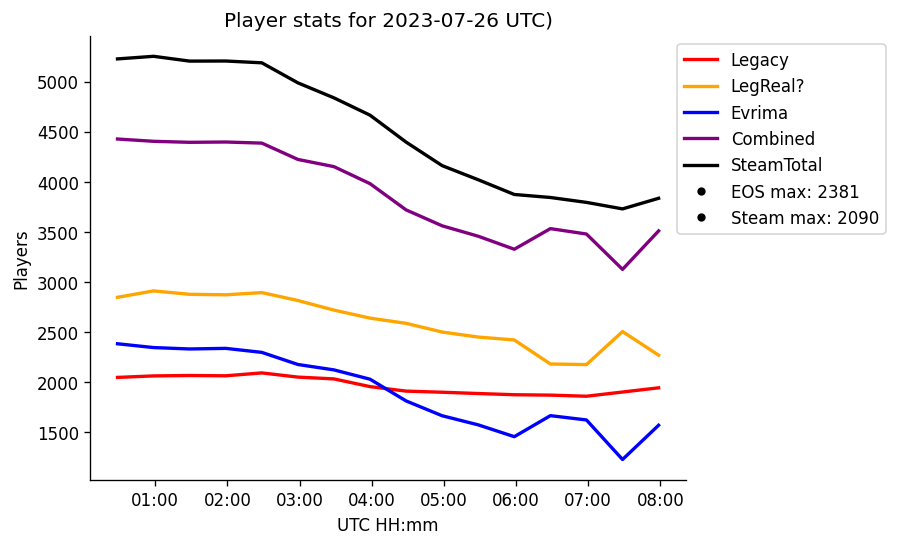 Player stats for 2023-07-26 UTC)
Players
5000
4500
4000
3500
3000
2500
2000
1500
01:00 02:00 03:00 04:00 05:00 06:00 07:00 08:00
UTC HH:mm
Legacy
LegReal?
Evrima
Combined
SteamTotal
EOS max: 2381
Steam max: 2090